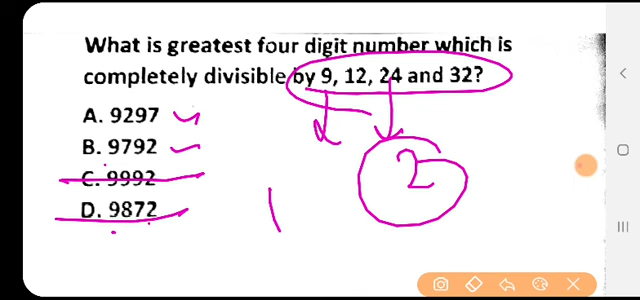 What is greatest four digit number which is
completely divisible by 9, 12, 24 and 32?
A. 9297
B. 9792
C. 9992
D. 9872
2